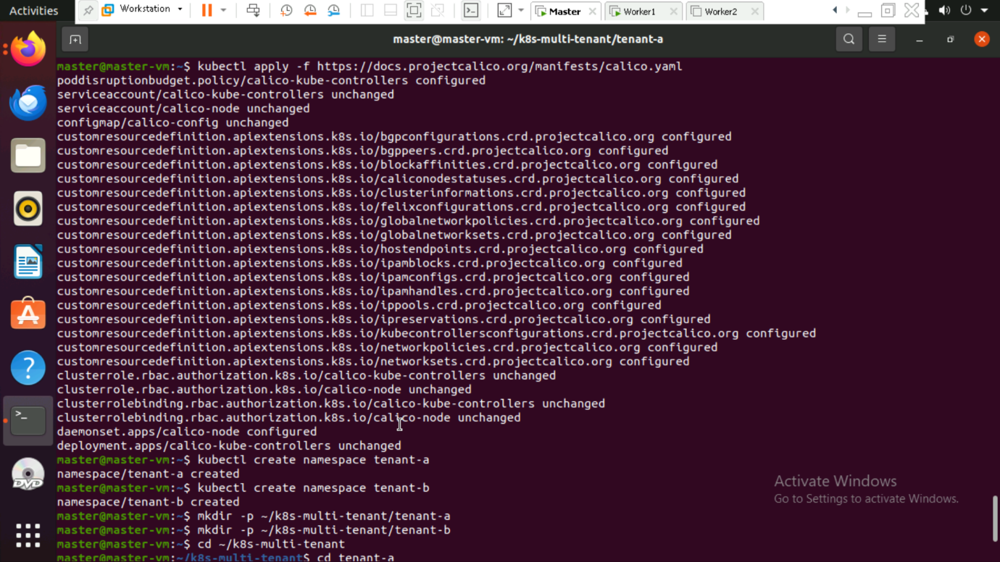 Activities
Workstation
Master
Worker1
Worker2
master@master-vm: ~/k8s-multi-tenant/tenant-a
master@master-vm:~$ kubectl apply -f https://docs.projectcalico.org/manifests/calico.yaml
poddisruptionbudget.policy/calico-kube-controllers configured
serviceaccount/calico-kube-controllers unchanged
serviceaccount/calico-node unchanged
configmap/calico-config unchanged
customresourcedefinition.apiextensions.k8s.io/bgpconfigurations.crd.projectcalico.org configured
customresourcedefinition.apiextensions.k8s.io/bgppeers.crd.projectcalico.org configured
customresourcedefinition.apiextensions.k8s.io/blockaffinities.crd.projectcalico.org configured
customresourcedefinition.apiextensions.k8s.io/caliconodestatuses.crd.projectcalico.org configured
customresourcedefinition.apiextensions.k8s.io/clusterinformations.crd.projectcalico.org configured
customresourcedefinition.apiextensions.k8s.io/felixconfigurations.crd.projectcalico.org configured
customresourcedefinition.apiextensions.k8s.io/globalnetworkpolicies.crd.projectcalico.org configured
customresourcedefinition.apiextensions.k8s.io/globalnetworksets.crd.projectcalico.org configured
customresourcedefinition.apiextensions.k8s.io/hostendpoints.crd.projectcalico.org configured
customresourcedefinition.apiextensions.k8s.io/ipamblocks.crd.projectcalico.org configured
customresourcedefinition.apiextensions.k8s.io/ipamconfigs.crd.projectcalico.org configured
customresourcedefinition.apiextensions.k8s.io/ipamhandles.crd.projectcalico.org configured
customresourcedefinition.apiextensions.k8s.io/ippools.crd.projectcalico.org configured
customresourcedefinition.apiextensions.k8s.io/ipreservations.crd.projectcalico.org configured
customresourcedefinition.apiextensions.k8s.io/kubecontrollersconfigurations.crd.projectcalico.org configured
customresourcedefinition.apiextensions.k8s.io/networkpolicies.crd.projectcalico.org configured
customresourcedefinition.apiextensions.k8s.io/networksets.crd.projectcalico.org configured
clusterrole.rbac.authorization.k8s.io/calico-kube-controllers unchanged
clusterrole.rbac.authorization.k8s.io/calico-node unchanged
clusterrolebinding.rbac.authorization.k8s.io/calico-kube-controllers unchanged
clusterrolebinding.rbac.authorization.k8s.io/calico-node unchanged
daemonset.apps/calico-node configured
deployment.apps/calico-kube-controllers unchanged
master@master-vm:~$ kubectl create namespace tenant-a
namespace/tenant-a created
master@master-vm:~$ kubectl create namespace tenant-b
namespace/tenant-b created
master@master-vm:~$ mkdir -p ~/k8s-multi-tenant/tenant-a
master@master-vm:~$ mkdir -p ~/k8s-multi-tenant/tenant-b
master@master-vm:~$ cd ~/k8s-multi-tenant
master@master-vm:~/k8s-multi-tenant$ cd tenant-a
Activate Windows
Go to Settings to activate Windows.
DVD